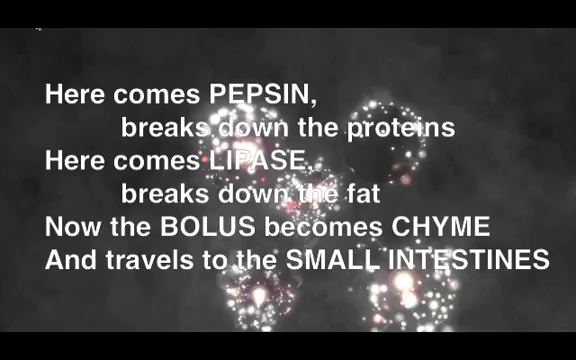 Here comes PEPSIN,
breaks down the proteins
Here comes LIPASE,
breaks down the fat
Now the BOLUS becomes CHYME
And travels to the SMALL INTESTINES